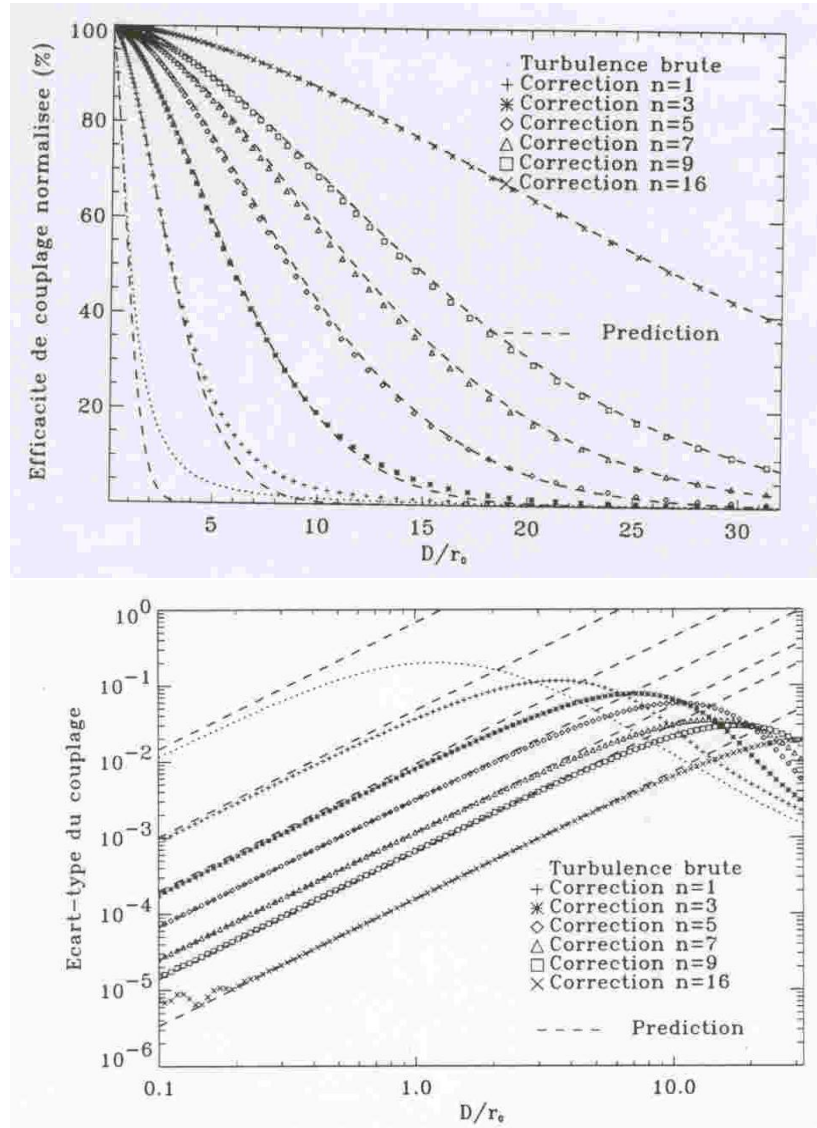 Efficacite de couplage normalisee (%)
100
80
60
40
20
5
10
15
20
25
30
D/r₀
Turbulence brute
Correction n=1
Correction n=3
Correction n=5
Correction n=7
Correction n=9
Correction n=16
Prediction
Ecart-type du couplage
10⁰
10⁻¹
10⁻²
10⁻³
10⁻⁴
10⁻⁵
10⁻⁶
0.1
1.0
10.0
D/r₀
Turbulence brute
Correction n=1
Correction n=3
Correction n=5
Correction n=7
Correction n=9
Correction n=16
Prediction